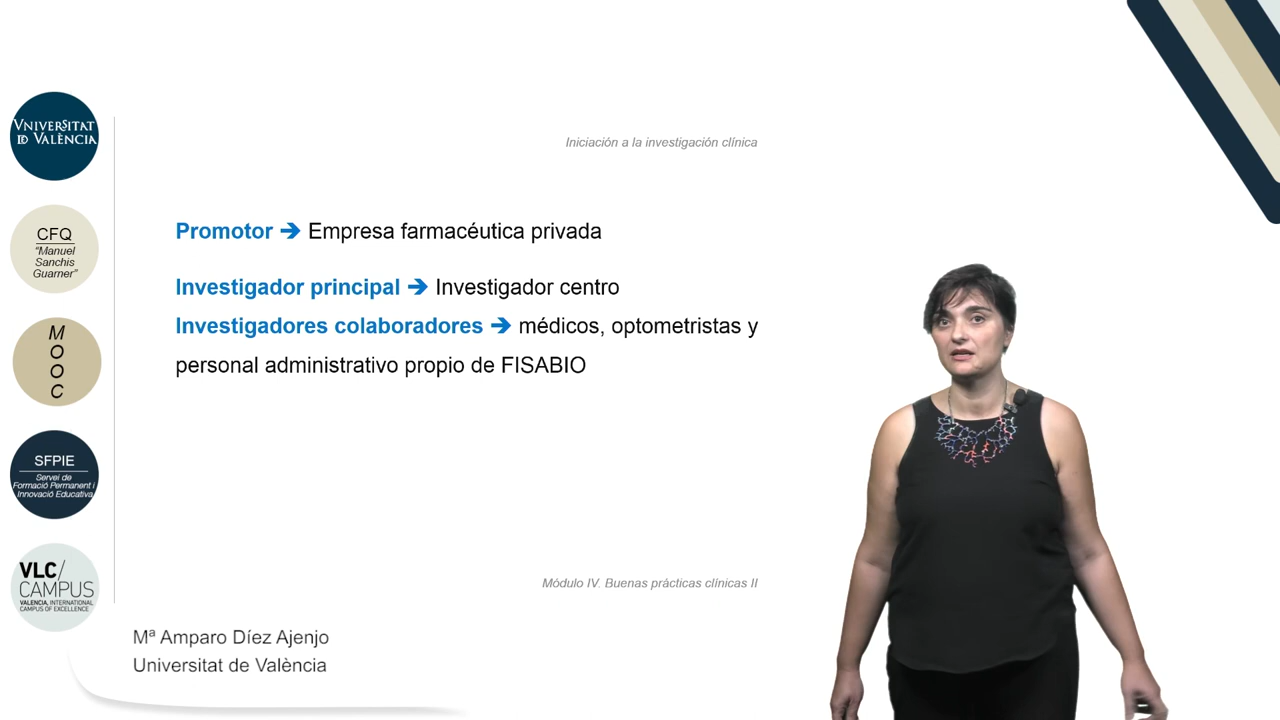 VNIVERSITAT
DE VALÈNCIA
CFQ
"Manuel
Sanchis
Guarner"
M
O
O
C
SFPIE
Servei de
Formació Permanent i
Innovació Educativa
VLC/
CAMPUS
VALENCIA, INTERNATIONAL
CAMPUS OF EXCELLENCE
Iniciación a la investigación clínica
Promotor ➔ Empresa farmacéutica privada
Investigador principal ➔ Investigador centro
Investigadores colaboradores ➔ médicos, optometristas y
personal administrativo propio de FISABIO
Módulo IV. Buenas prácticas clínicas II
Mª Amparo Díez Ajenjo
Universitat de València